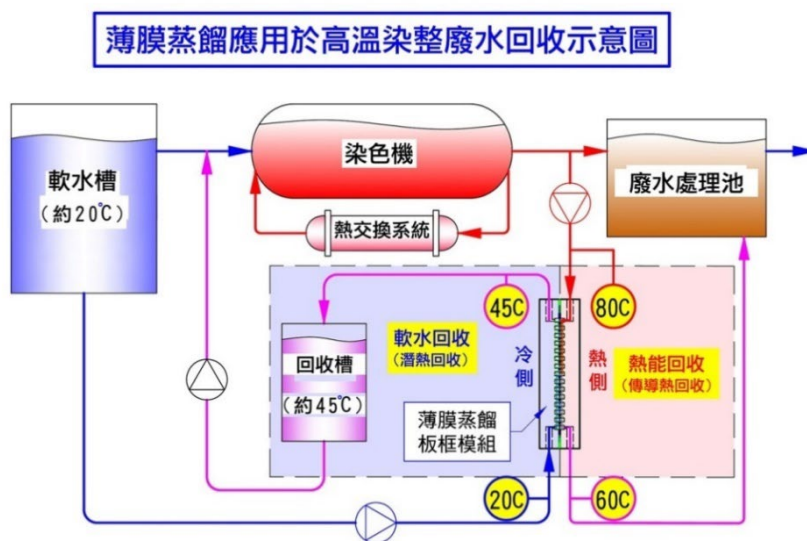 薄膜蒸餾應用於高溫染整廢水回收示意圖
軟水槽
(約20℃)
染色機
熱交換系統
廢水處理池
45C
80C
回收槽
(約45℃)
軟水回收
(潛熱回收)
冷側
熱側
熱能回收
(傳導熱回收)
薄膜蒸餾
板框模組
20C
60C